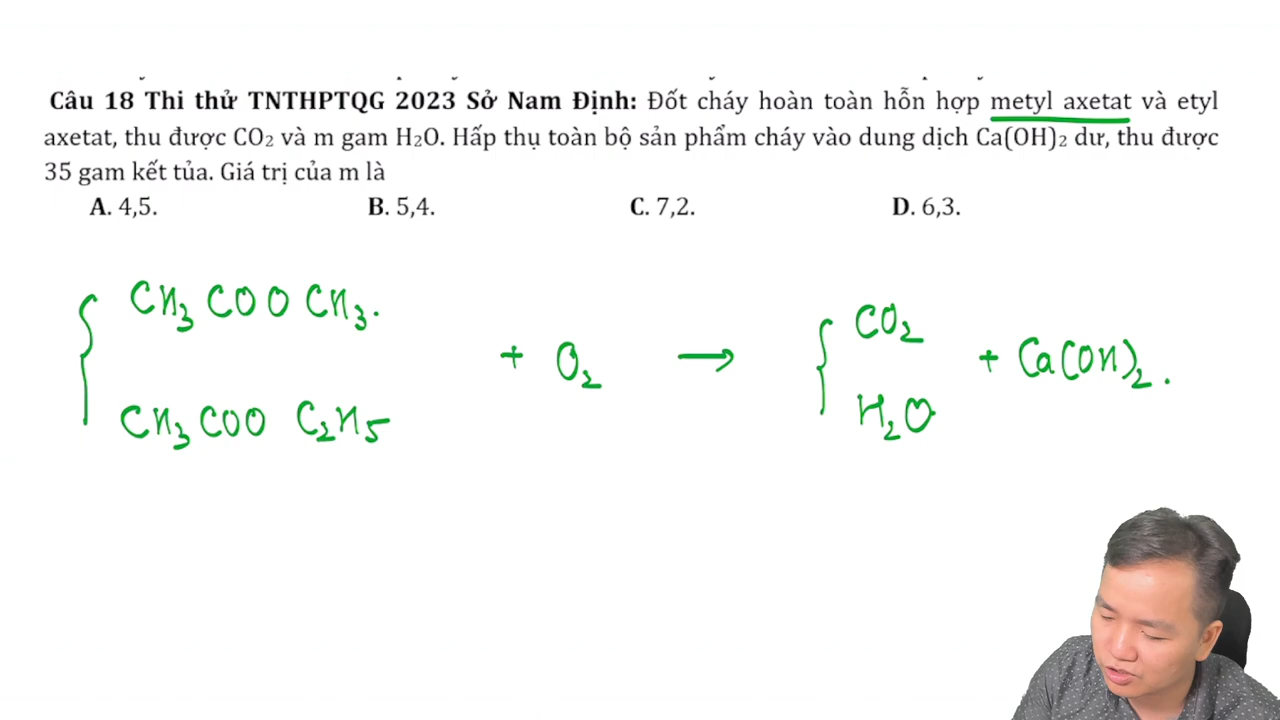 Câu 18 Thi thử TNTHPTQG 2023 Sở Nam Định: Đốt cháy hoàn toàn hỗn hợp metyl axetat và etyl
axetat, thu được CO₂ và m gam H₂O. Hấp thụ toàn bộ sản phẩm cháy vào dung dịch Ca(OH)₂ dư, thu được
35 gam kết tủa. Giá trị của m là
A. 4,5. B. 5,4. C. 7,2. D. 6,3.
CH₃COOCH₃.
CH₃COOC₂H₅
+ O₂ →
CO₂
H₂O
+ Ca(OH)₂.